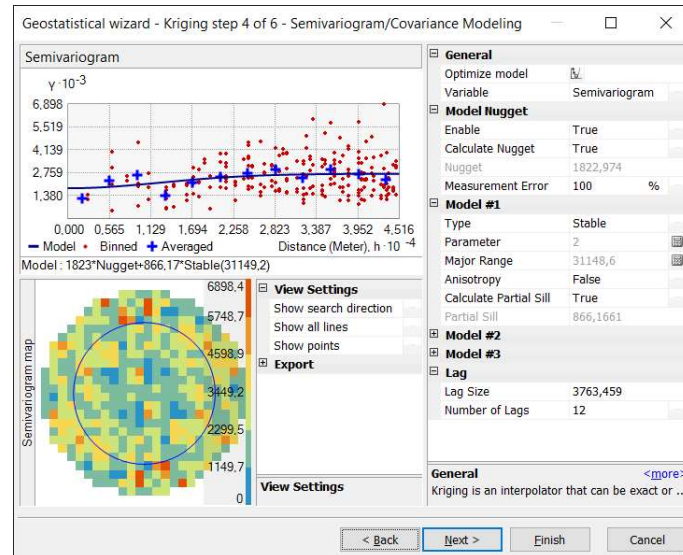 Geostatistical wizard - Kriging step 4 of 6 - Semivariogram/Covariance Modeling
Semivariogram
γ·10⁻³
6,898
5,519
4,139
2,759
1,380
0,000 0,565 1,129 1,694 2,258 2,823 3,387 3,952 4,516
Model Binned Averaged Distance (Meter), h·10⁻⁴
Model : 1823*Nugget+866,17*Stable(31149,2)
Semivariogram map
6898,4
5748,7
4598,9
3449,2
2299,5
1149,7
0
View Settings
Show search direction
Show all lines
Show points
Export
View Settings
General
Optimize model
Variable Semivariogram
Model Nugget
Enable True
Calculate Nugget True
Nugget 1822,974
Measurement Error 100 %
Model #1
Type Stable
Parameter 2
Major Range 31148,6
Anisotropy False
Calculate Partial Sill True
Partial Sill 866,1661
Model #2
Model #3
Lag
Lag Size 3763,459
Number of Lags 12
General <more>
Kriging is an interpolator that can be exact or ...
< Back Next > Finish Cancel